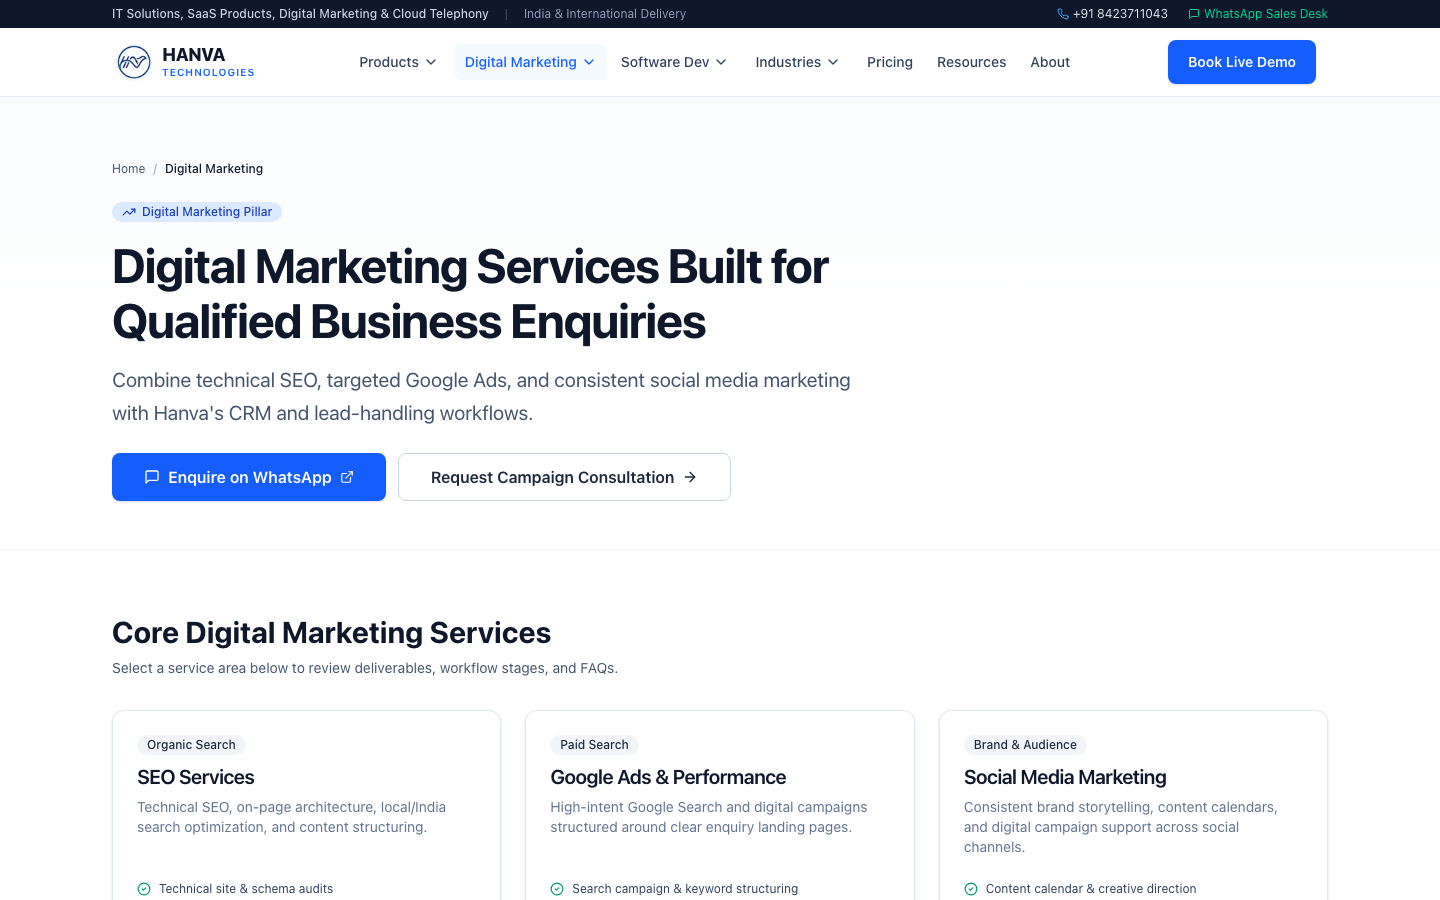 IT Solutions, SaaS Products, Digital Marketing & Cloud Telephony | India & International Delivery
+91 8423711043 WhatsApp Sales Desk
HANVA
TECHNOLOGIES
Products Digital Marketing Software Dev Industries Pricing Resources About
Book Live Demo
Home / Digital Marketing
Digital Marketing Pillar
Digital Marketing Services Built for
Qualified Business Enquiries
Combine technical SEO, targeted Google Ads, and consistent social media marketing
with Hanva's CRM and lead-handling workflows.
Enquire on WhatsApp
Request Campaign Consultation
Core Digital Marketing Services
Select a service area below to review deliverables, workflow stages, and FAQs.
Organic Search
SEO Services
Technical SEO, on-page architecture, local/India
search optimization, and content structuring.
Technical site & schema audits
Paid Search
Google Ads & Performance
High-intent Google Search and digital campaigns
structured around clear enquiry landing pages.
Search campaign & keyword structuring
Brand & Audience
Social Media Marketing
Consistent brand storytelling, content calendars,
and digital campaign support across social
channels.
Content calendar & creative direction